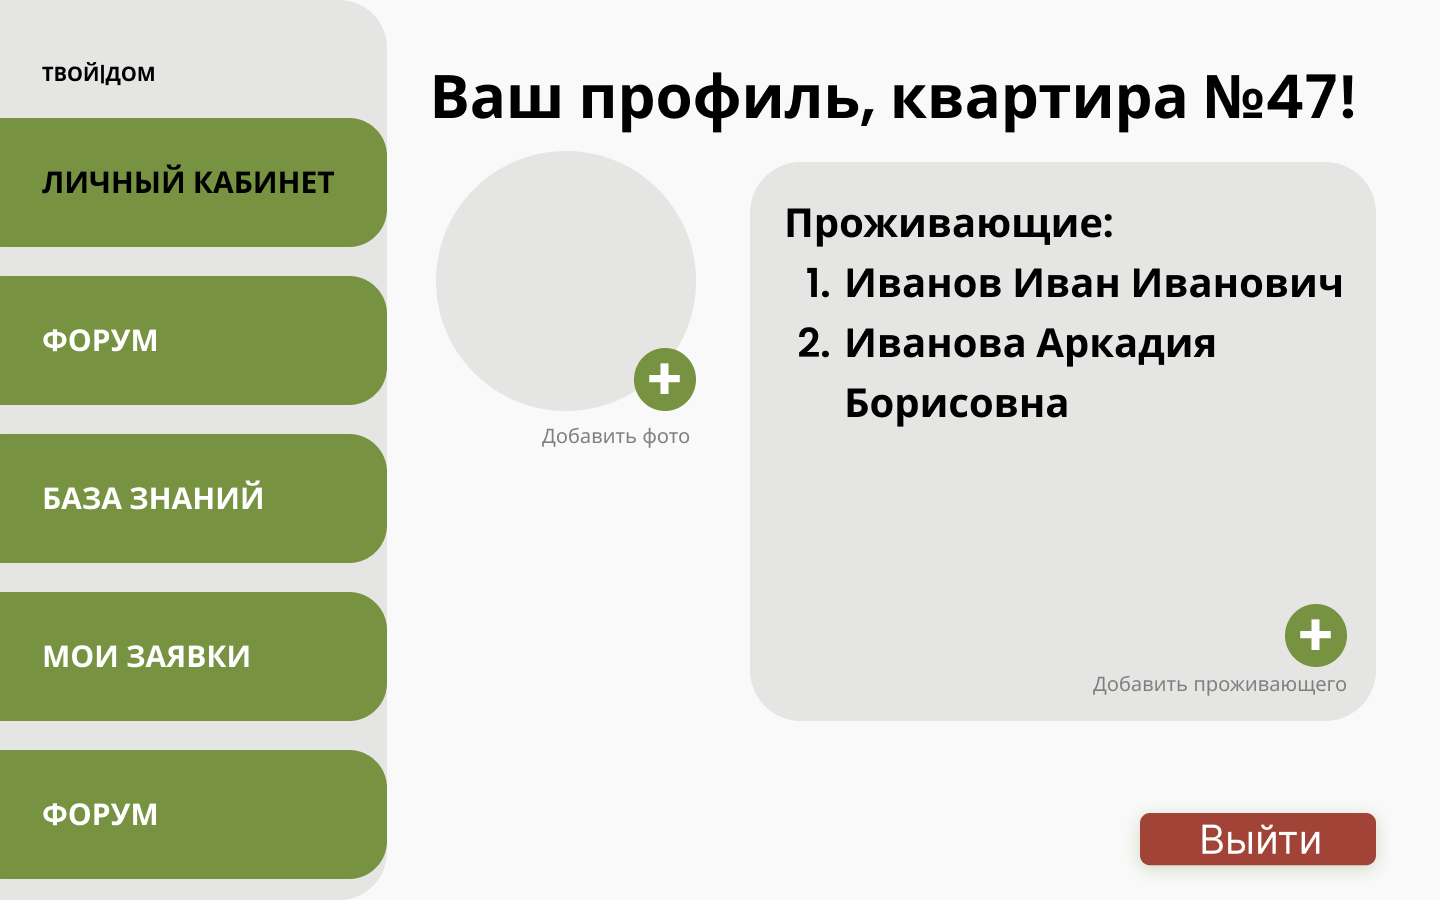 ТВОЙ|ДОМ
Ваш профиль, квартира №47!
ЛИЧНЫЙ КАБИНЕТ
ФОРУМ
БАЗА ЗНАНИЙ
МОИ ЗАЯВКИ
ФОРУМ
Добавить фото
Проживающие:
1. Иванов Иван Иванович
2. Иванова Аркадия
Борисовна
Добавить проживающего
Выйти